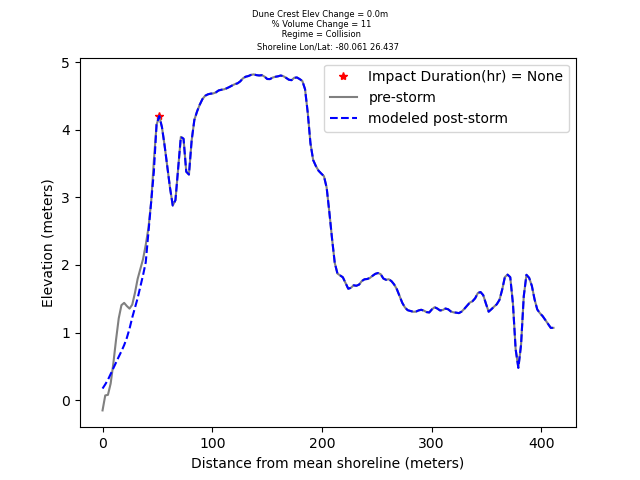 Dune Crest Elev Change = 0.0m
% Volume Change = 11
Regime = Collision
Shoreline Lon/Lat: -80.061 26.437
Impact Duration(hr) = None
pre-storm
modeled post-storm
5
4
3
2
1
0
Elevation (meters)
0 100 200 300 400
Distance from mean shoreline (meters)